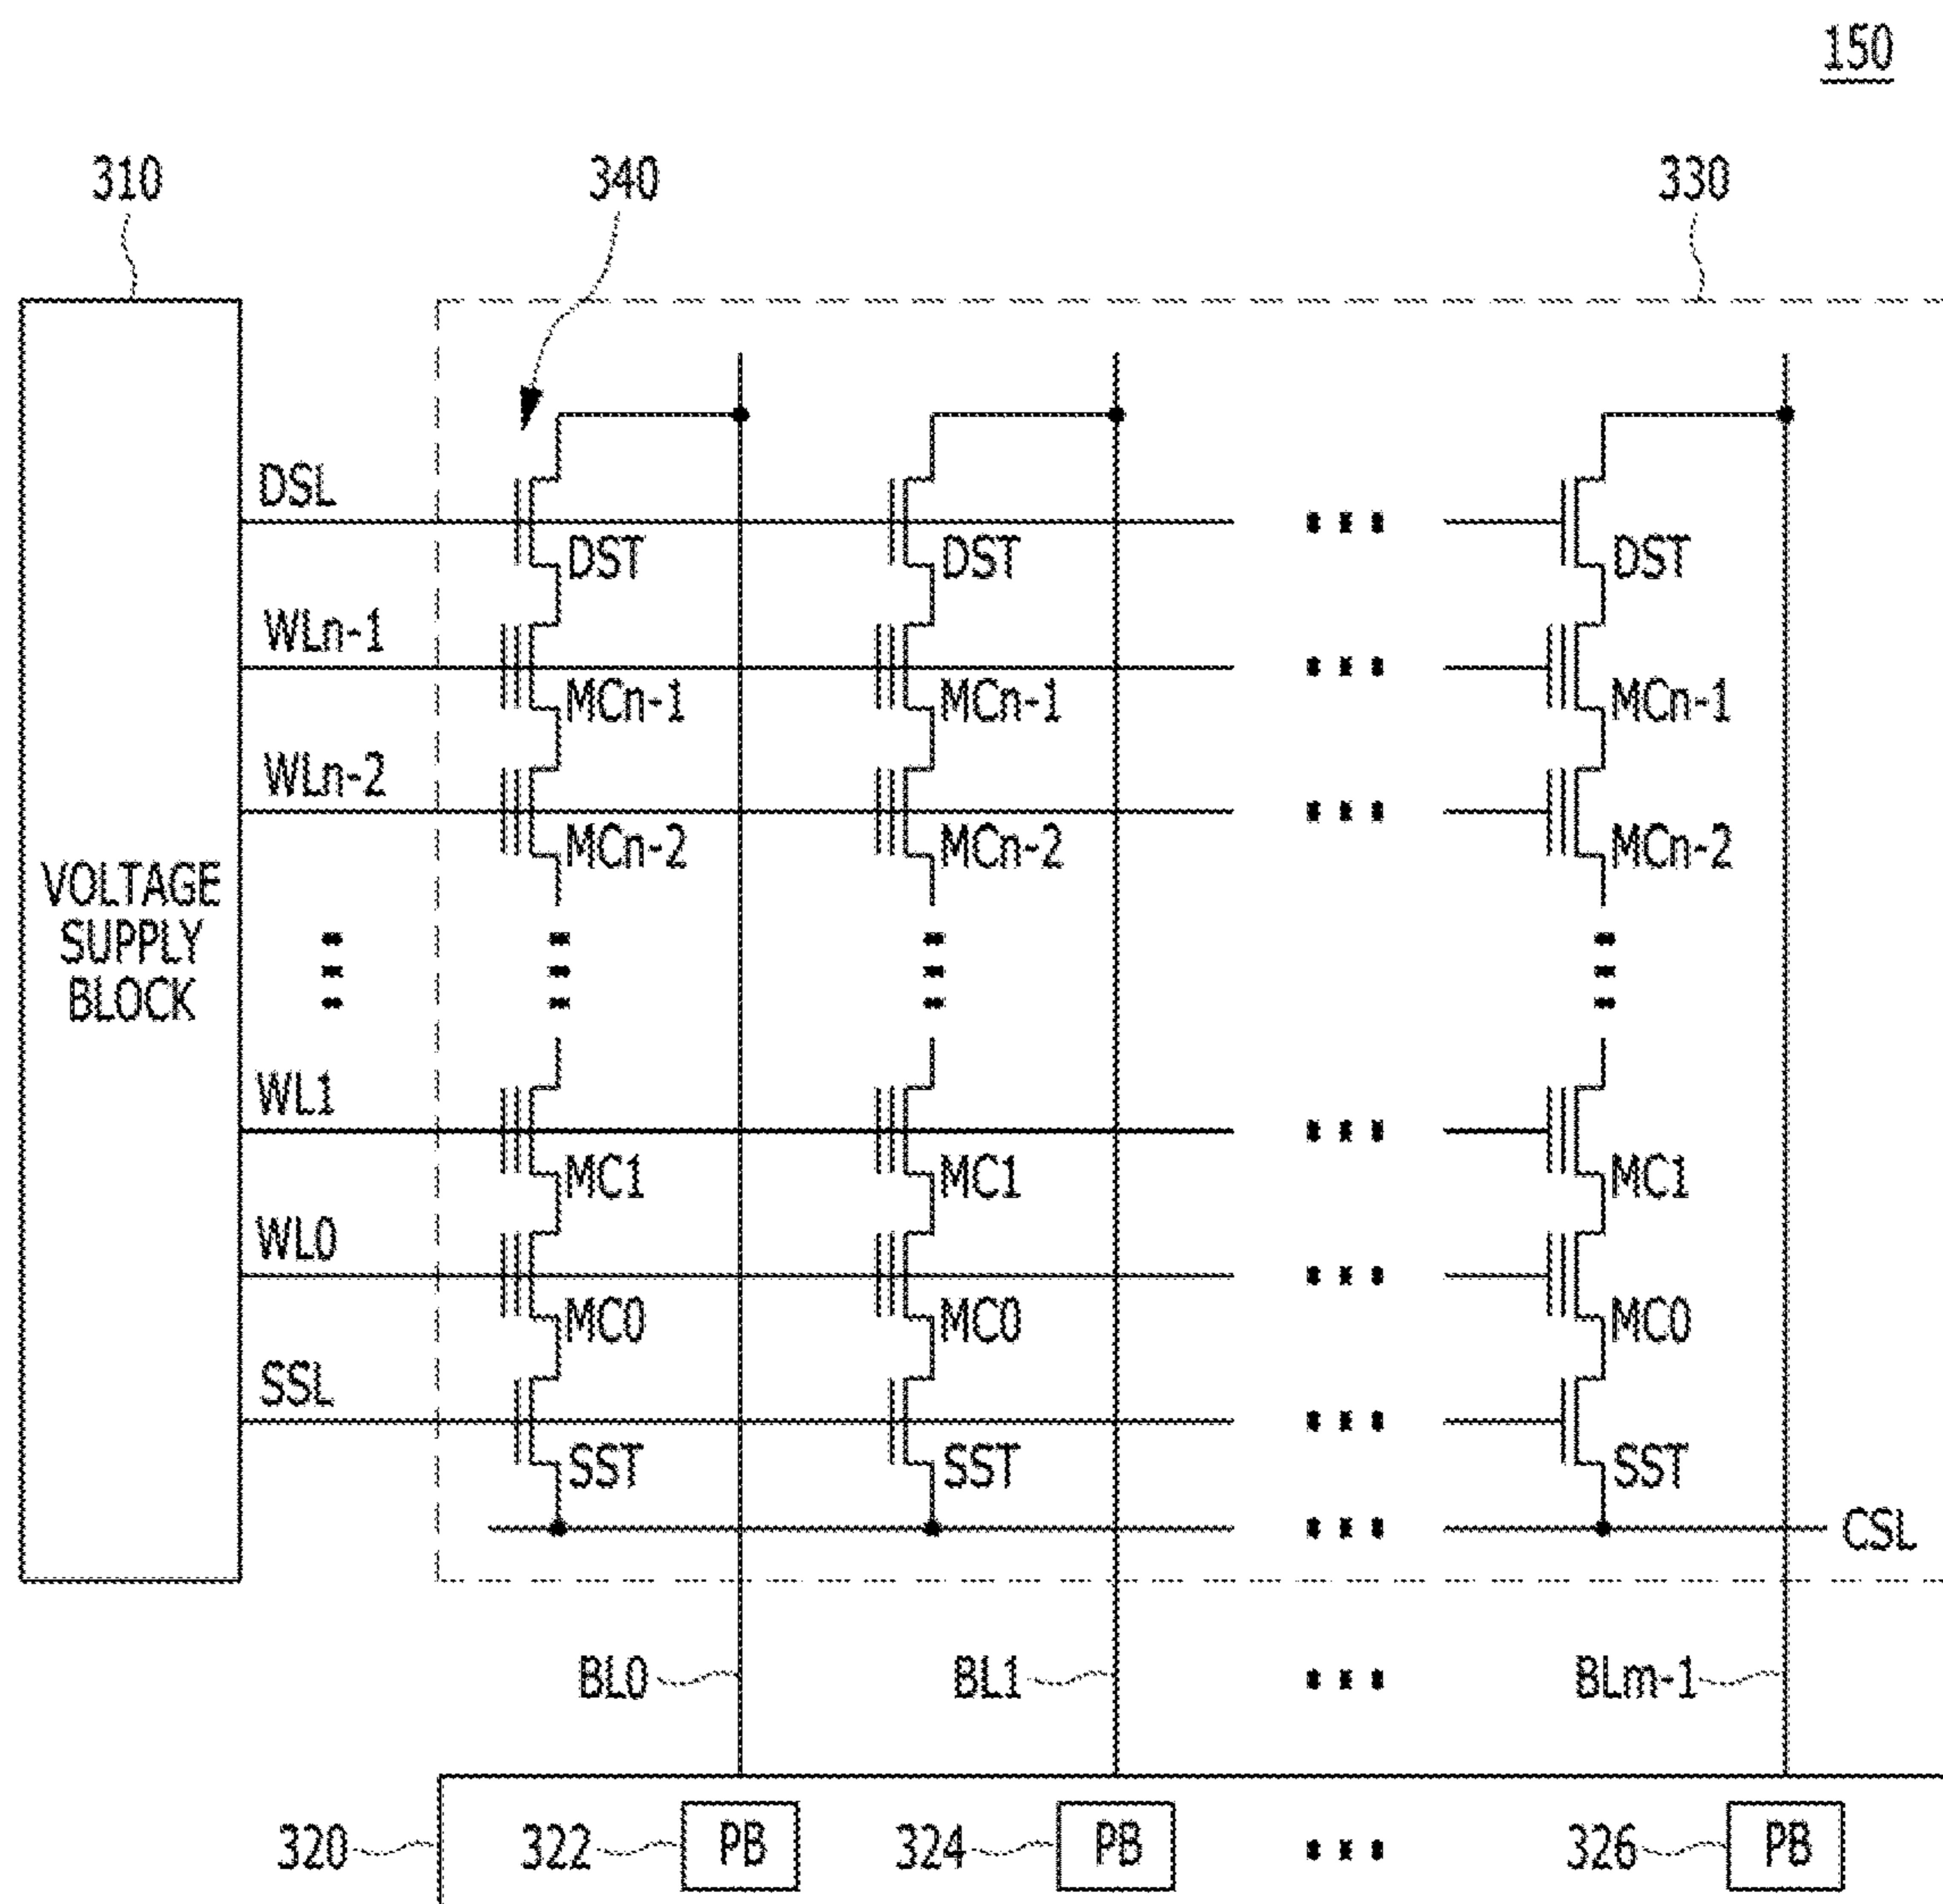 150
310
340
330
DSL
DST DST DST
WLn-1
MCn-1 MCn-1 MCn-1
WLn-2
MCn-2 MCn-2 MCn-2
VOLTAGE
SUPPLY
BLOCK
WL1
MC1 MC1 MC1
WL0
MC0 MC0 MC0
SSL
SST SST SST
CSL
BL0 BL1 BLm-1
320 322 PB 324 PB 326 PB